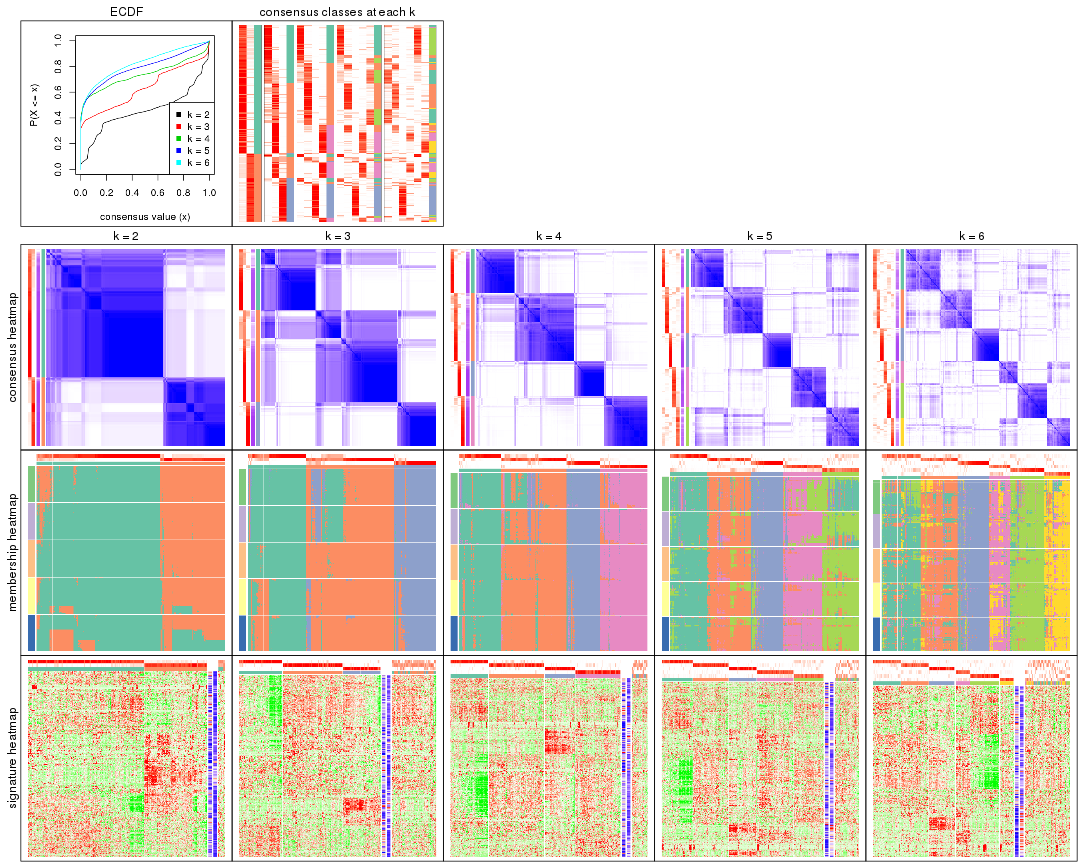 ECDF
consensus classes at each k
P(X <= x)
0.0 0.2 0.4 0.6 0.8 1.0
k = 2
k = 3
k = 4
k = 5
k = 6
0.0 0.2 0.4 0.6 0.8 1.0
consensus value (x)
k = 2
k = 3
k = 4
k = 5
k = 6
consensus heatmap
membership heatmap
signature heatmap